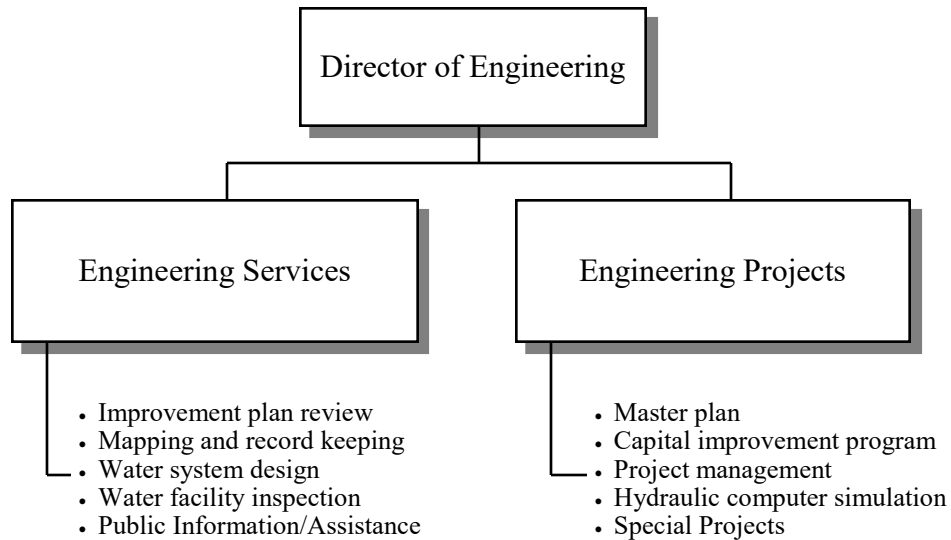 Director of Engineering
Engineering Services
Engineering Projects
• Improvement plan review
• Mapping and record keeping
• Water system design
• Water facility inspection
• Public Information/Assistance
• Master plan
• Capital improvement program
• Project management
• Hydraulic computer simulation
• Special Projects